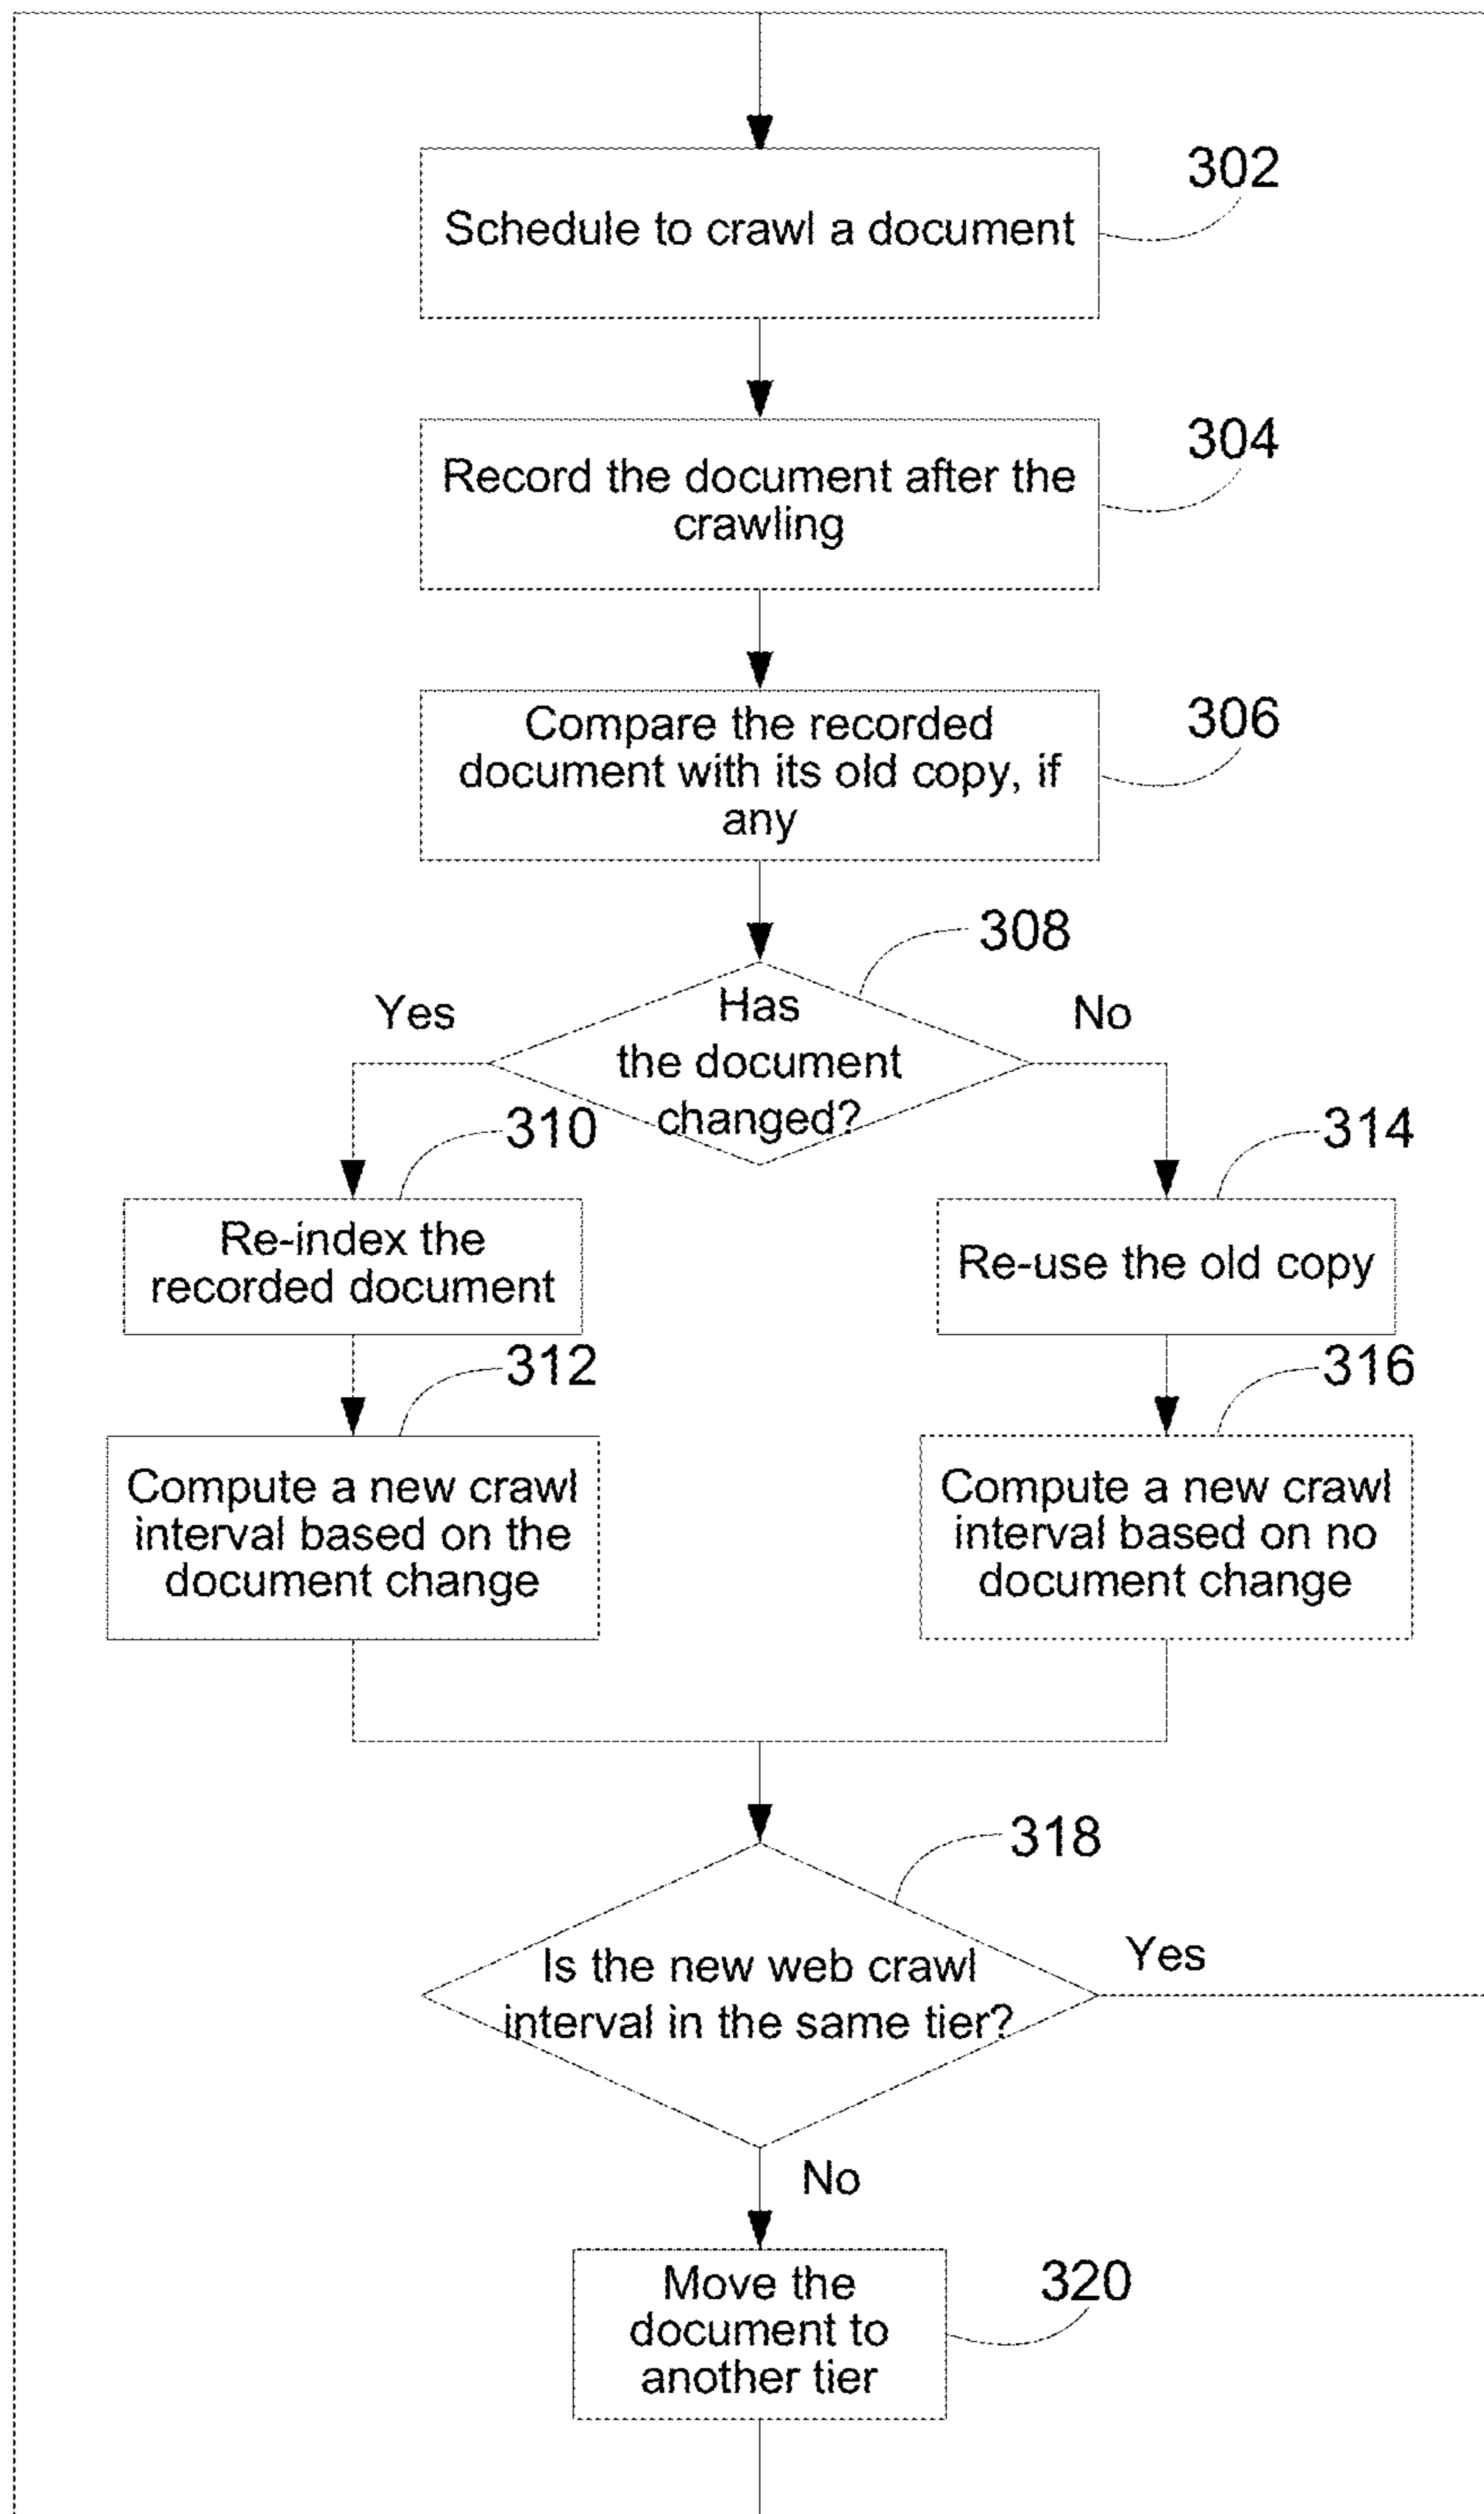 302
Schedule to crawl a document
304
Record the document after the
crawling
306
Compare the recorded
document with its old copy, if
any
308
Yes
Has
the document
changed?
No
310
Re-index the
recorded document
314
Re-use the old copy
312
Compute a new crawl
interval based on the
document change
316
Compute a new crawl
interval based on no
document change
318
Is the new web crawl
interval in the same tier?
Yes
No
320
Move the
document to
another tier